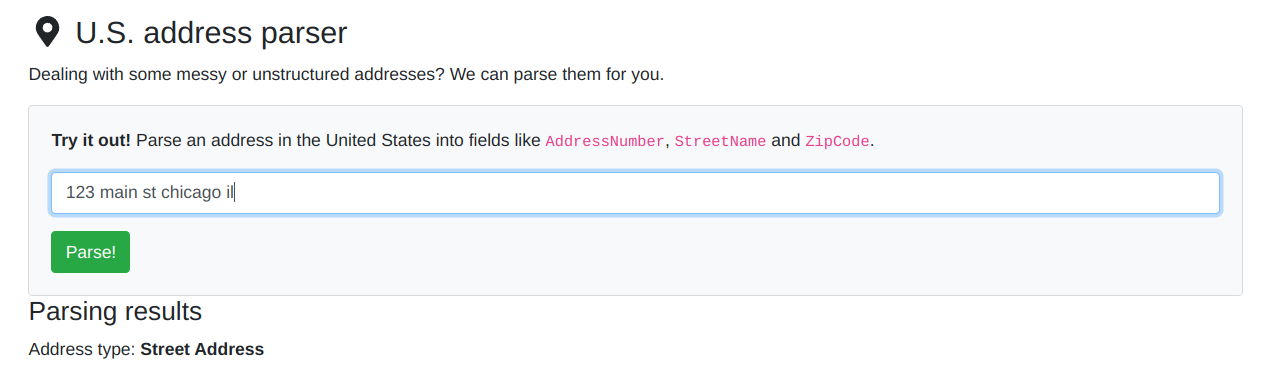 U.S. address parser
Dealing with some messy or unstructured addresses? We can parse them for you.
Try it out! Parse an address in the United States into fields like AddressNumber, StreetName and ZipCode.
123 main st chicago il
Parse!
Parsing results
Address type: Street Address